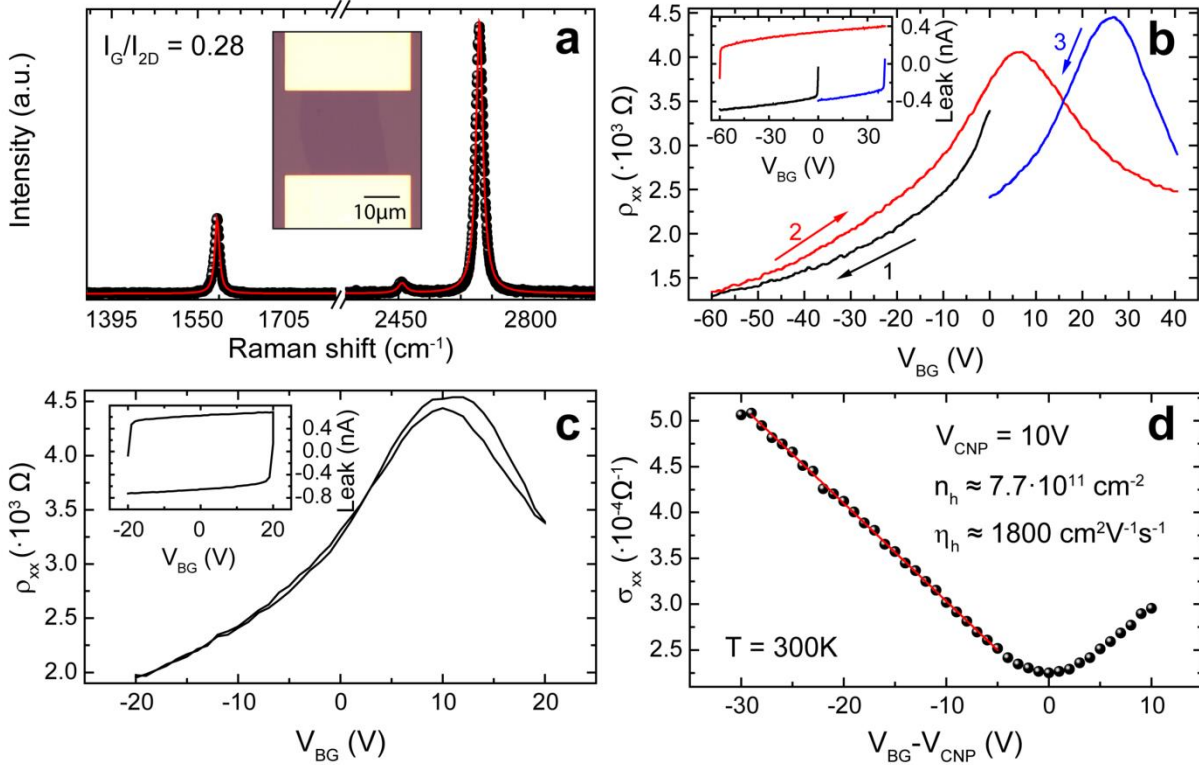 I_G/I_2D = 0.28
a
10μm
Intensity (a.u.)
1395 1550 1705 2450 2800
Raman shift (cm⁻¹)
b
0.4
0.0
-0.4
Leak (nA)
-60 -30 0 30
V_BG (V)
1
2
3
4.5
4.0
3.5
3.0
2.5
2.0
1.5
ρ_xx (·10³ Ω)
-60 -50 -40 -30 -20 -10 0 10 20 30 40
V_BG (V)
c
0.4
0.0
-0.4
-0.8
Leak (nA)
-20 0 20
V_BG (V)
4.5
4.0
3.5
3.0
2.5
2.0
ρ_xx (·10³ Ω)
-20 -10 0 10 20
V_BG (V)
d
V_CNP = 10V
n_h ≈ 7.7·10¹¹ cm⁻²
η_h ≈ 1800 cm²V⁻¹s⁻¹
T = 300K
5.0
4.5
4.0
3.5
3.0
2.5
σ_xx (·10⁻⁴Ω⁻¹)
-30 -20 -10 0 10
V_BG-V_CNP (V)